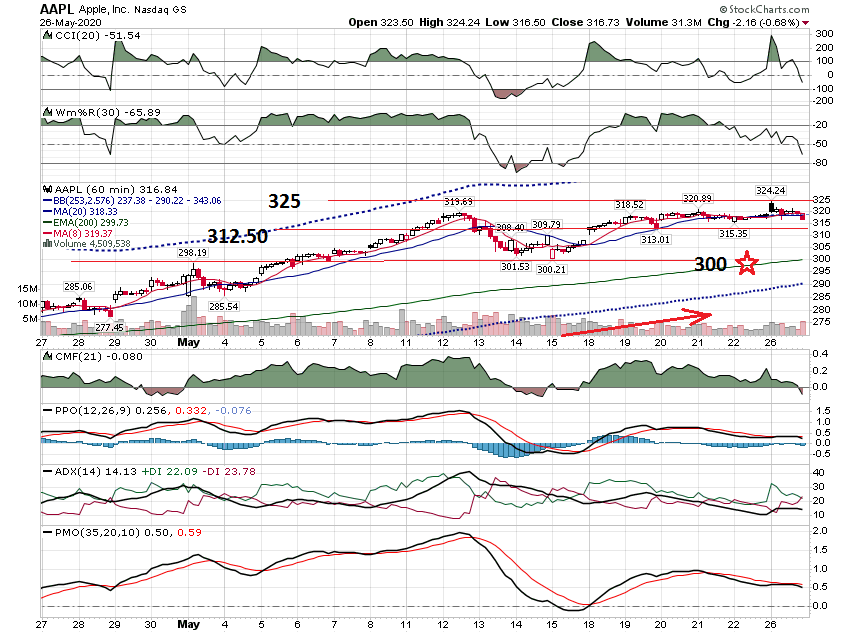 AAPL Apple, Inc. Nasdaq GS © StockCharts.com
26-May-2020 Open 323.50 High 324.24 Low 316.50 Close 316.73 Volume 31.3M Chg -2.16 (-0.68%)
CCI(20) -51.54
300
200
100
0
-100
-200
Wm%R(30) -65.89
-20
-50
-80
AAPL (60 min) 316.84
BB(253,2.576) 237.38 - 290.22 - 343.06
MA(20) 318.33
EMA(200) 299.73
MA(8) 319.37
Volume 4,509,538
325
312.50
300
324.24
320.89
319.69
318.52
308.40
309.79
313.01
315.35
298.19
301.53
300.21
285.06
285.54
277.45
325
320
315
310
305
300
295
290
285
280
275
15M
10M
5M
27 28 29 30 May 4 5 6 7 8 11 12 13 14 15 18 19 20 21 22 26
CMF(21) -0.080
0.4
0.2
0.0
PPO(12,26,9) 0.256, 0.332, -0.076
1.5
1.0
0.5
0.0
-0.5
ADX(14) 14.13 +DI 22.09 -DI 23.78
40
30
20
10
PMO(35,20,10) 0.50, 0.59
2.0
1.5
1.0
0.5
0.0
27 28 29 30 May 4 5 6 7 8 11 12 13 14 15 18 19 20 21 22 26